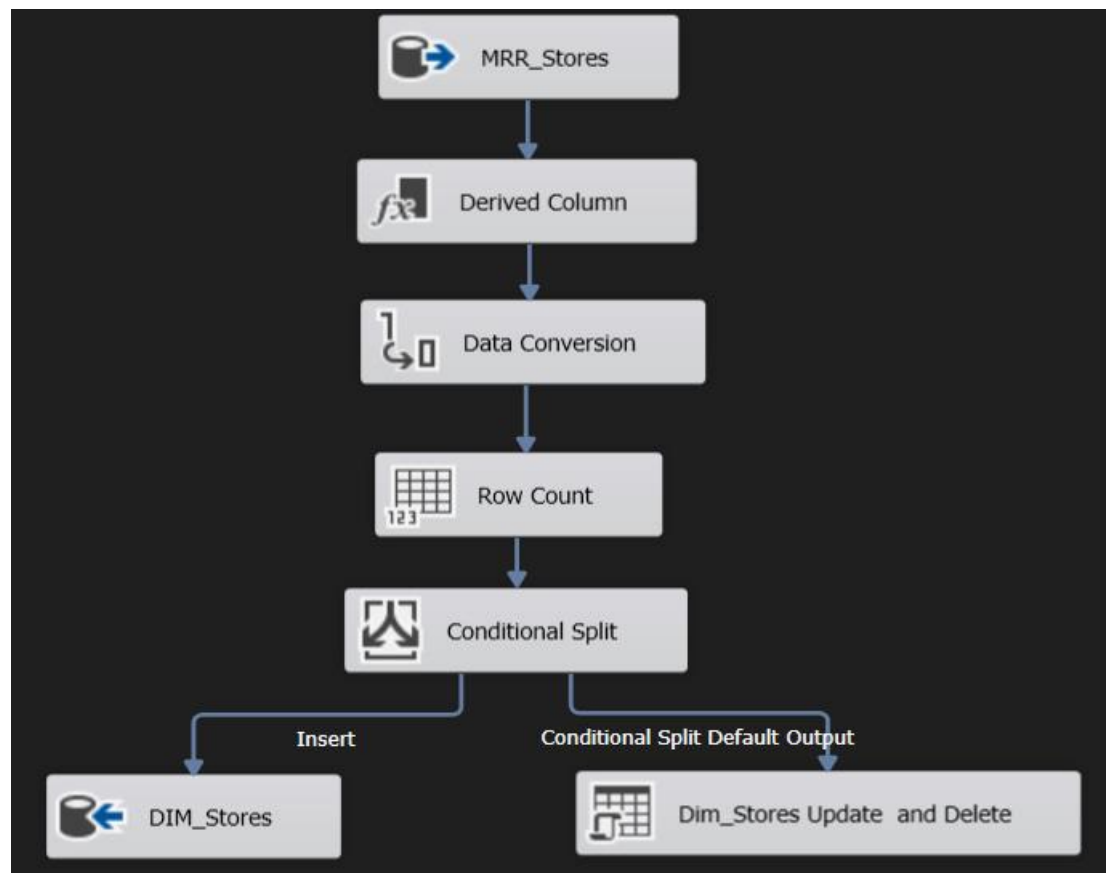 MRR_Stores
Derived Column
Data Conversion
123
Row Count
Conditional Split
Insert
Conditional Split Default Output
DIM_Stores
Dim_Stores Update  and Delete